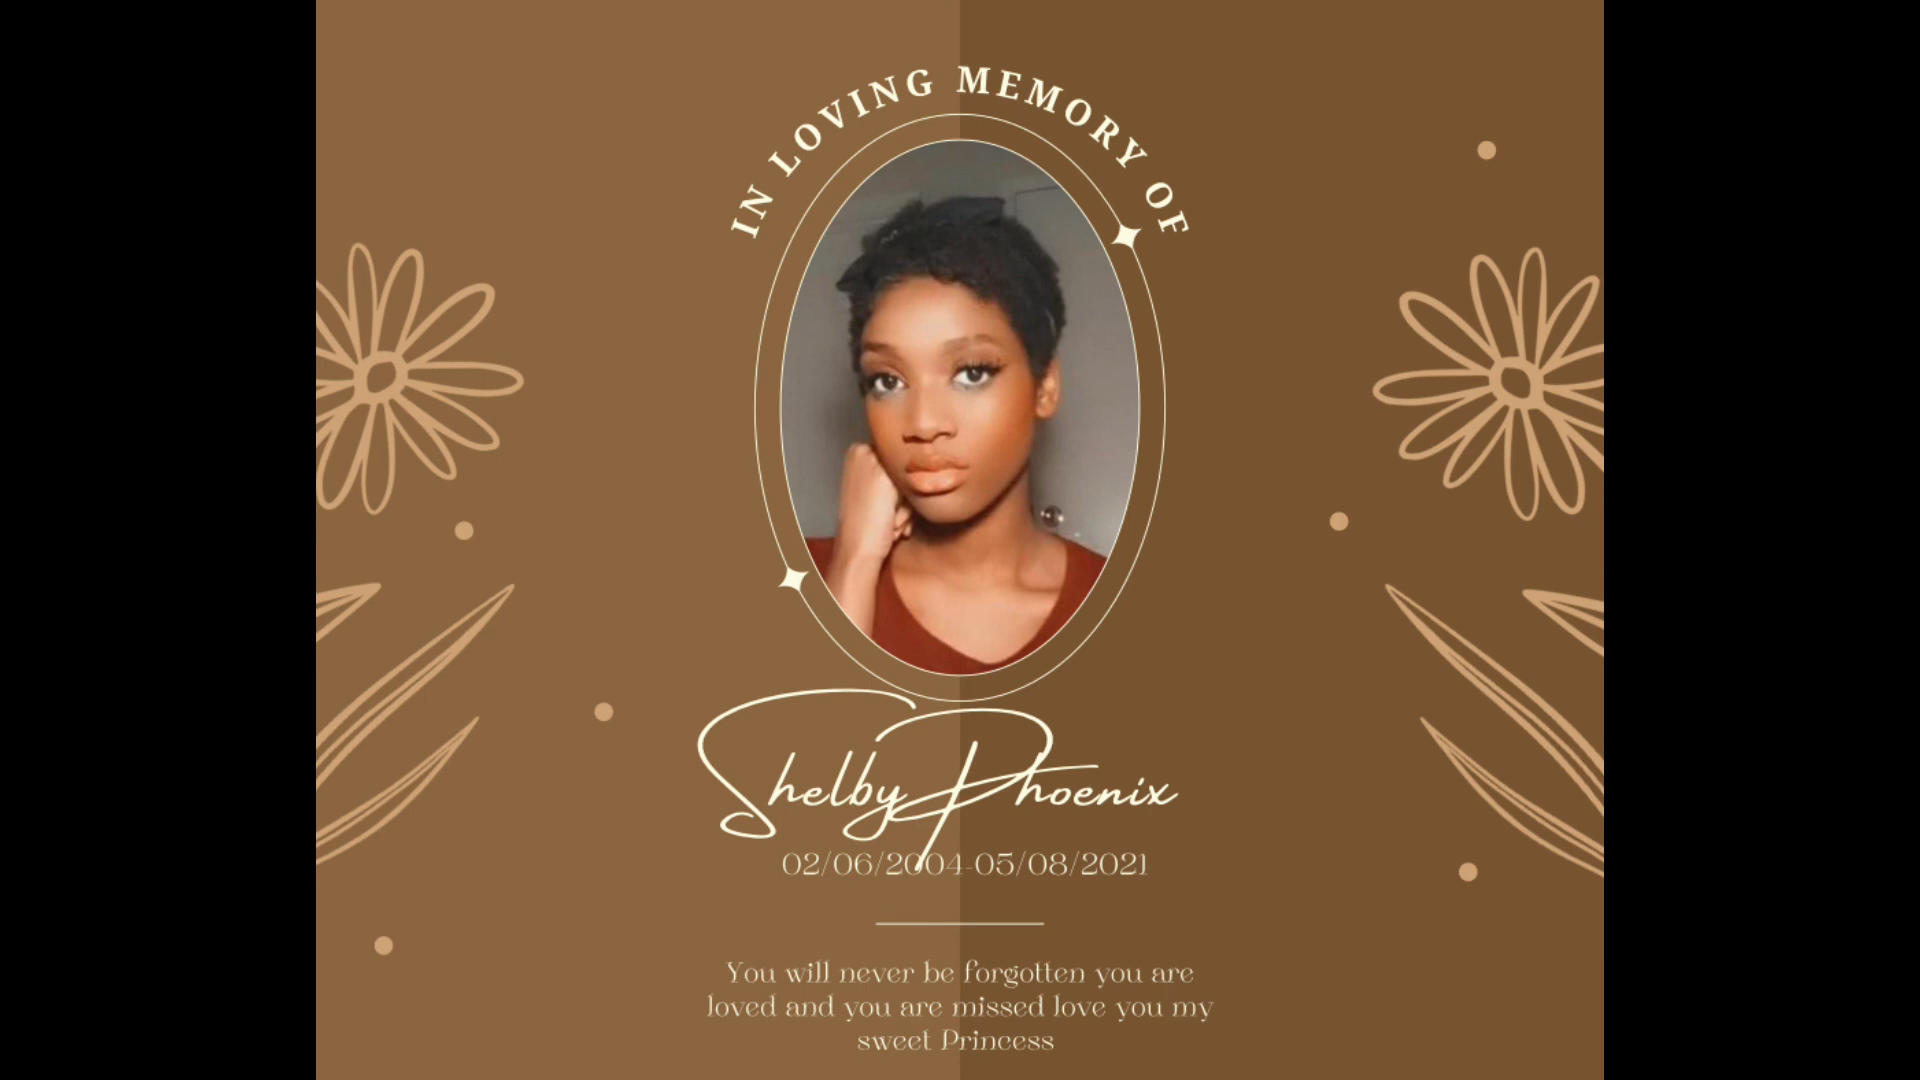 IN LOVING MEMORY OF
Shelby Phoenix
02/06/2004-05/08/2021
You will never be forgotten you are
loved and you are missed love you my
sweet Princess